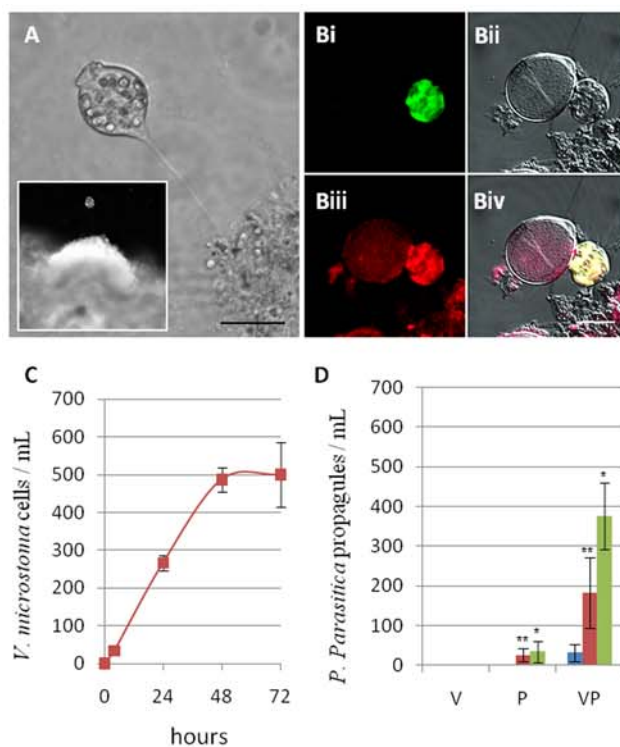 A
Bi
Bii
Biii
Biv
C
700
600
500
400
300
200
100
0
V. microstoma cells / mL
0 24 48 72
hours
D
700
600
500
400
300
200
100
0
P. Parasitica propagules / mL
** *
** *
V P VP